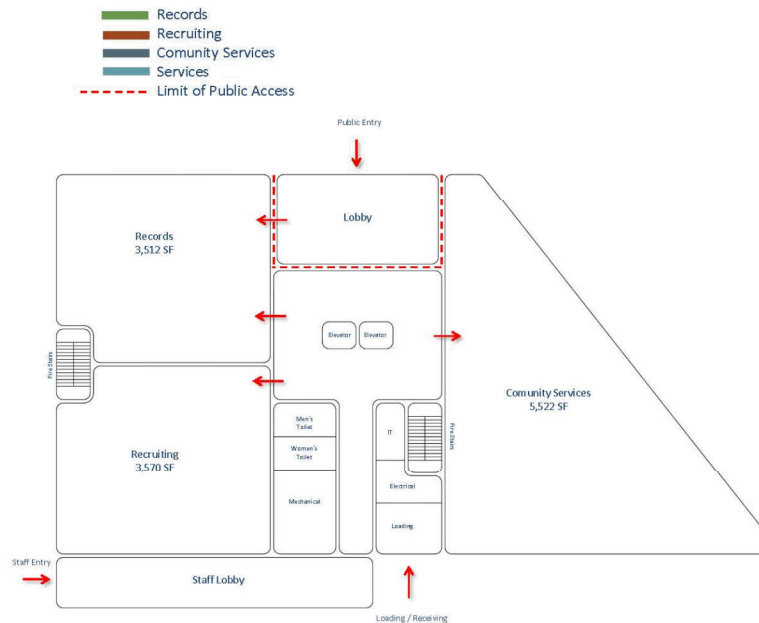 Records
Recruiting
Comunity Services
Services
Limit of Public Access
Public Entry
Lobby
Records
3,512 SF
Elevator
Elevator
Fire Stairs
Comunity Services
5,522 SF
Men's
Toilet
IT
Fire Stairs
Recruiting
3,570 SF
Women's
Toilet
Electrical
Mechanical
Loading
Staff Entry
Staff Lobby
Loading / Receiving